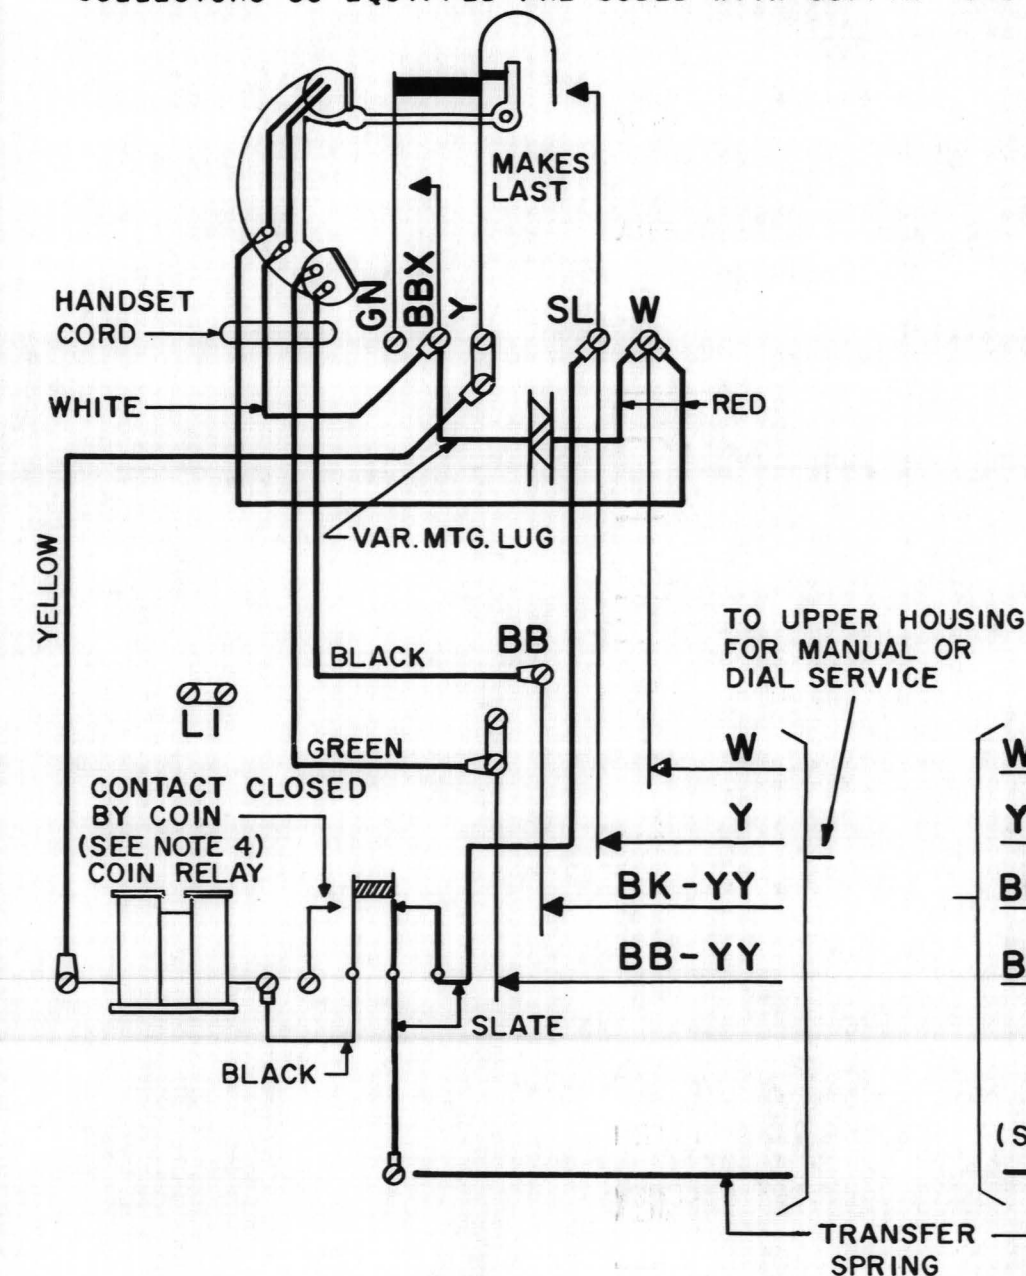 MAKES
LAST
HANDSET
CORD
GN
BBX
Y
SL
W
WHITE
RED
VAR. MTG. LUG
YELLOW
TO UPPER HOUSING
FOR MANUAL OR
DIAL SERVICE
BLACK
BB
L1
GREEN
CONTACT CLOSED
BY COIN
(SEE NOTE 4)
COIN RELAY
W
Y
BK-YY
BB-YY
W
Y
B
B
SLATE
BLACK
(S
TRANSFER
SPRING